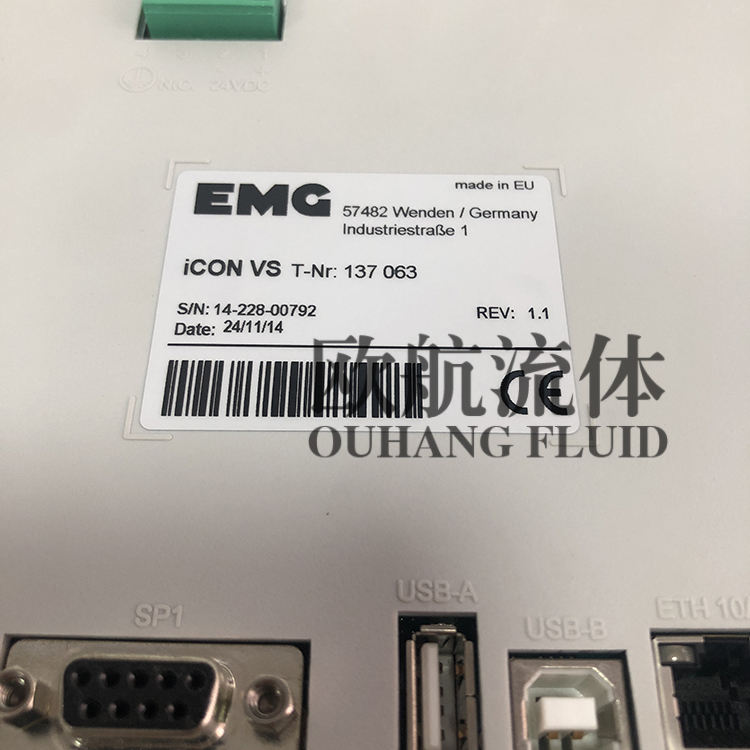 N.C. 24VDC
EMG
made in EU
57482 Wenden / Germany
Industriestraße 1
iCON VS T-Nr: 137 063
S/N: 14-228-00792
REV: 1.1
Date: 24/11/14
CE
欧航流体
OUHANG FLUID
SP1
USB-A
USB-B
ETH 10/